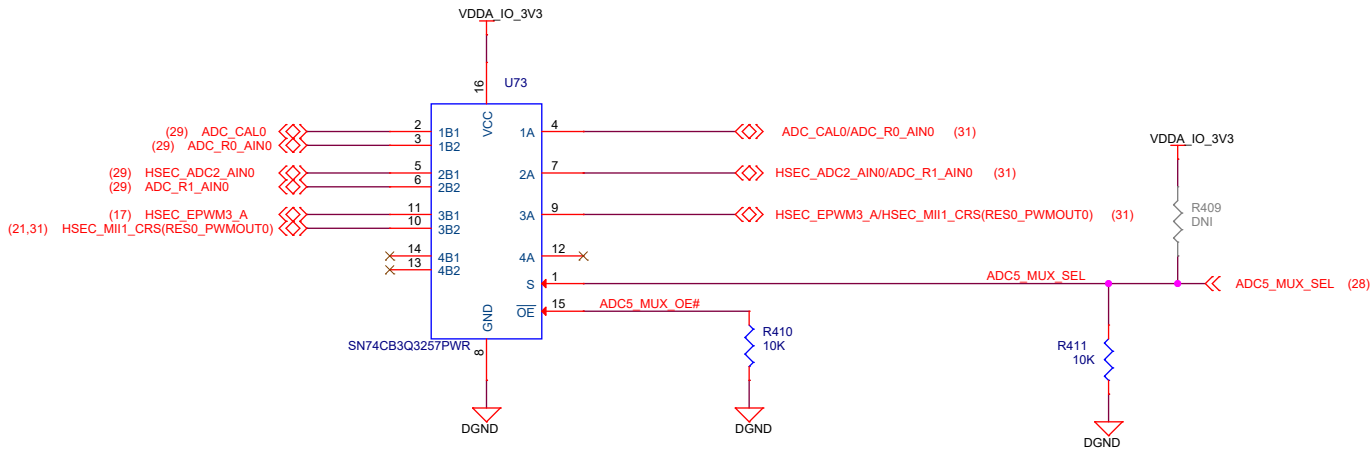 VDDA_IO_3V3
U73
16
VCC
(29) ADC_CAL0 2 1B1 1A 4 ADC_CAL0/ADC_R0_AIN0 (31)
(29) ADC_R0_AIN0 3 1B2
VDDA_IO_3V3
(29) HSEC_ADC2_AIN0 5 2B1 2A 7 HSEC_ADC2_AIN0/ADC_R1_AIN0 (31)
(29) ADC_R1_AIN0 6 2B2
R409
DNI
(17) HSEC_EPWM3_A 11 3B1 3A 9 HSEC_EPWM3_A/HSEC_MII1_CRS(RES0_PWMOUT0) (31)
(21,31) HSEC_MII1_CRS(RES0_PWMOUT0) 10 3B2
14 4B1 4A 12
13 4B2
S 1 ADC5_MUX_SEL ADC5_MUX_SEL (28)
OE 15 ADC5_MUX_OE#
GND
8
SN74CB3Q3257PWR
R410
10K
R411
10K
DGND
DGND
DGND